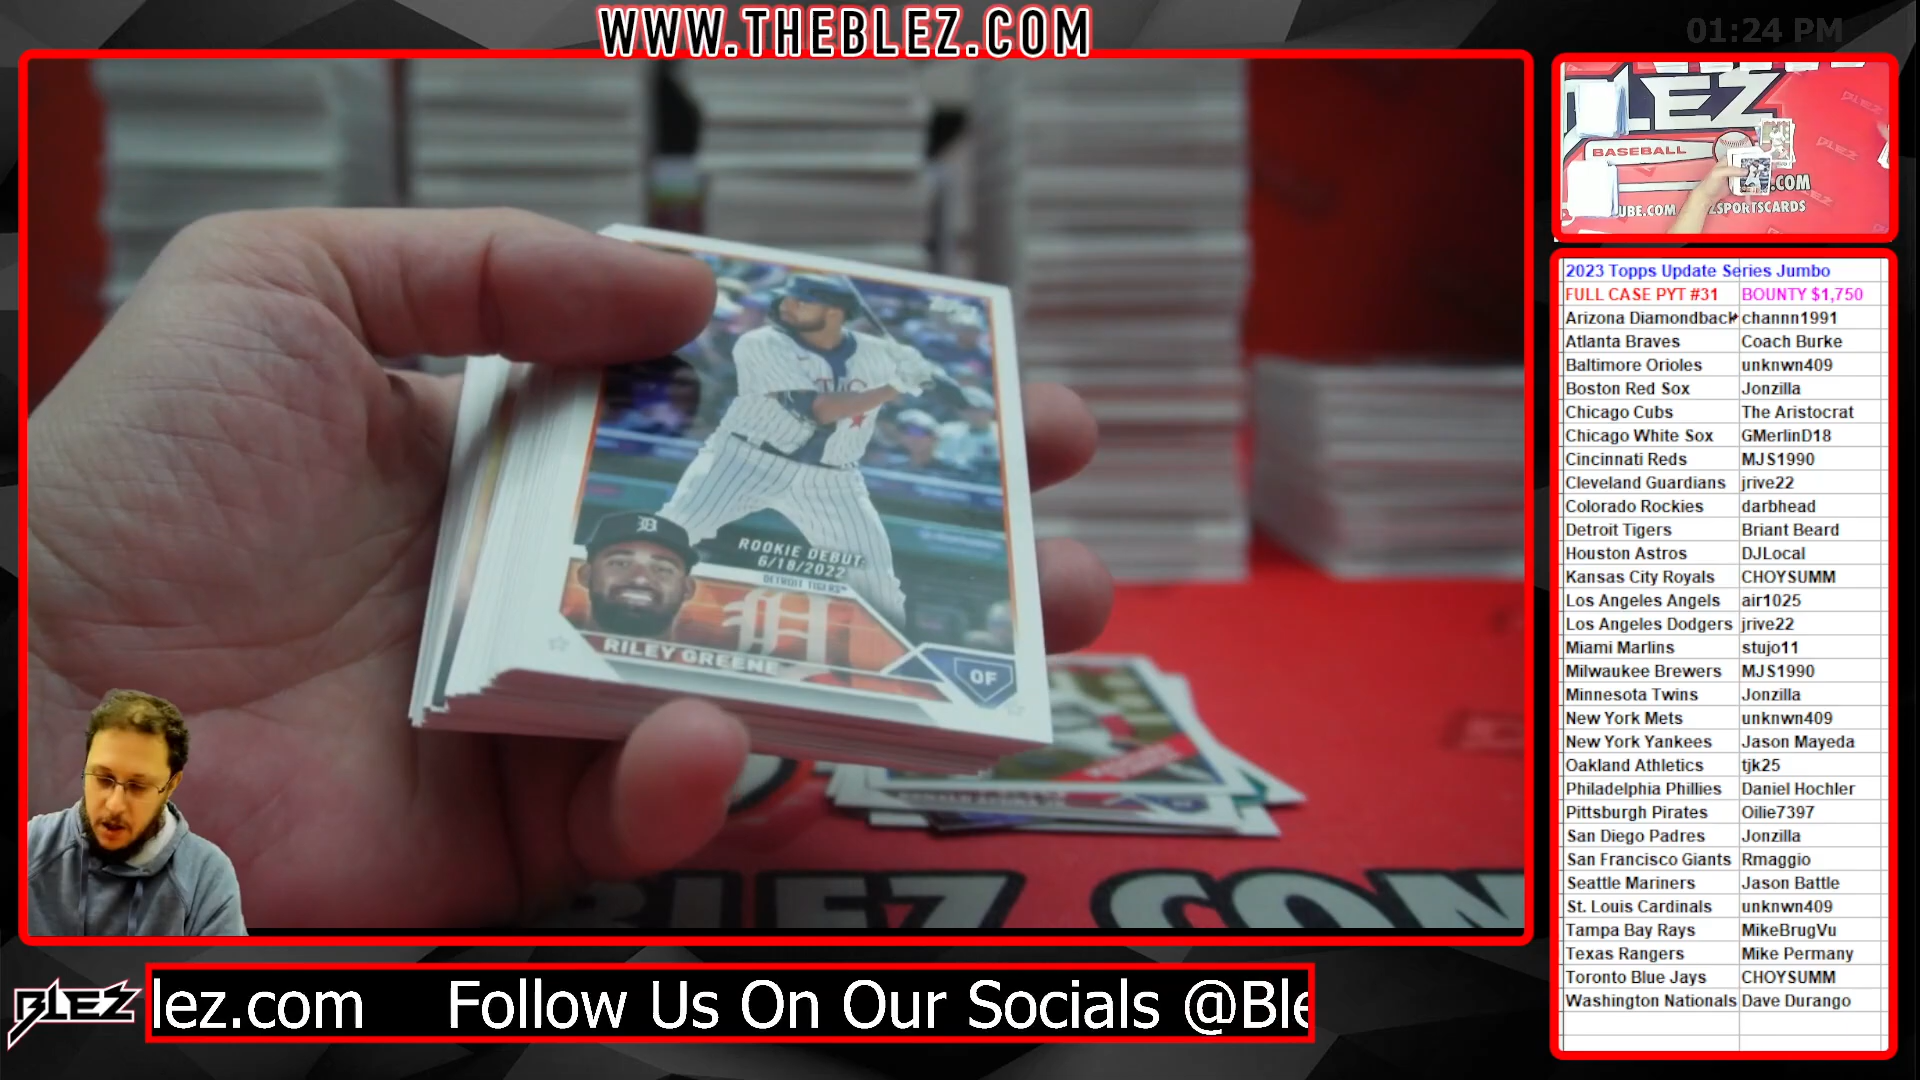 WWW.THEBLEZ.COM
01:24 PM
LEZ
BASEBALL
.COM
UBE.COM
LSPORTSCARDS
ROOKIE DEBUT:
6/18/2022
DETROIT TIGERS
RILEY GREENE
OF
BLEZ.COM
2023 Topps Update Series Jumbo
FULL CASE PYT #31 BOUNTY $1,750
Arizona Diamondback channn1991
Atlanta Braves Coach Burke
Baltimore Orioles unknwn409
Boston Red Sox Jonzilla
Chicago Cubs The Aristocrat
Chicago White Sox GMerlinD18
Cincinnati Reds MJS1990
Cleveland Guardians jrive22
Colorado Rockies darbhead
Detroit Tigers Briant Beard
Houston Astros DJLocal
Kansas City Royals CHOYSUMM
Los Angeles Angels air1025
Los Angeles Dodgers jrive22
Miami Marlins stujo11
Milwaukee Brewers MJS1990
Minnesota Twins Jonzilla
New York Mets unknwn409
New York Yankees Jason Mayeda
Oakland Athletics tjk25
Philadelphia Phillies Daniel Hochler
Pittsburgh Pirates Oilie7397
San Diego Padres Jonzilla
San Francisco Giants Rmaggio
Seattle Mariners Jason Battle
St. Louis Cardinals unknwn409
Tampa Bay Rays MikeBrugVu
Texas Rangers Mike Permany
Toronto Blue Jays CHOYSUMM
Washington Nationals Dave Durango
BLEZ
lez.com Follow Us On Our Socials @Ble